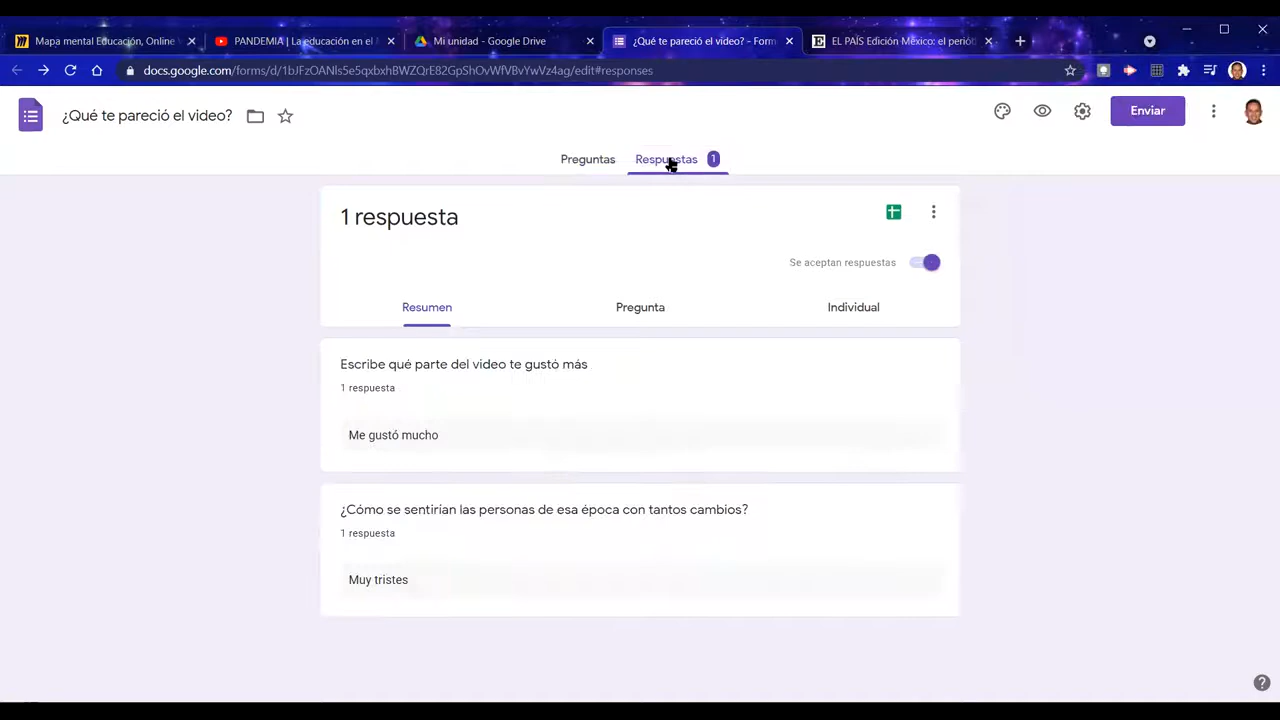 Mapa mental Educación, Online
PANDEMIA | La educación en el
Mi unidad - Google Drive
¿Qué te pareció el video? - Form
EL PAÍS Edición México: el periót
docs.google.com/forms/d/
/edit#responses
¿Qué te pareció el video?
Enviar
Preguntas
Respuestas
1
1 respuesta
Se aceptan respuestas
Resumen
Pregunta
Individual
Escribe qué parte del video te gustó más
1 respuesta
Me gustó mucho
¿Cómo se sentirían las personas de esa época con tantos cambios?
1 respuesta
Muy tristes